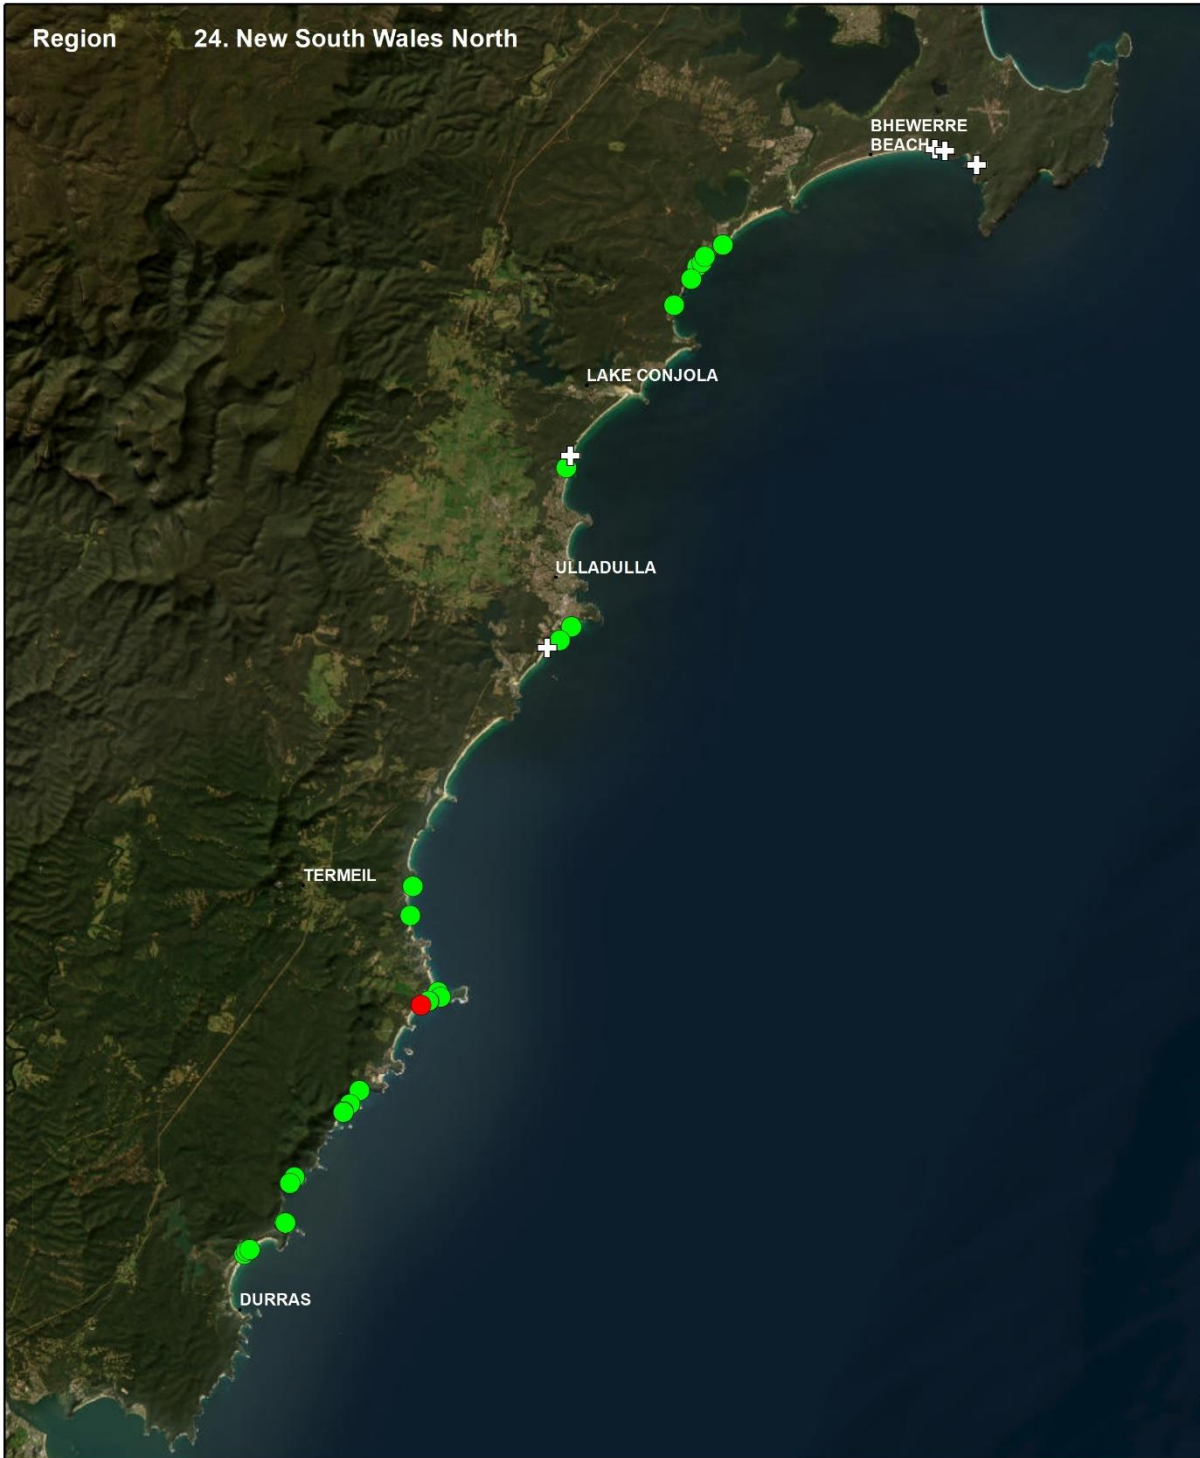 Region 24. New South Wales North
BHEWERRE
BEACH
LAKE CONJOLA
ULLADULLA
TERMEIL
DURRAS